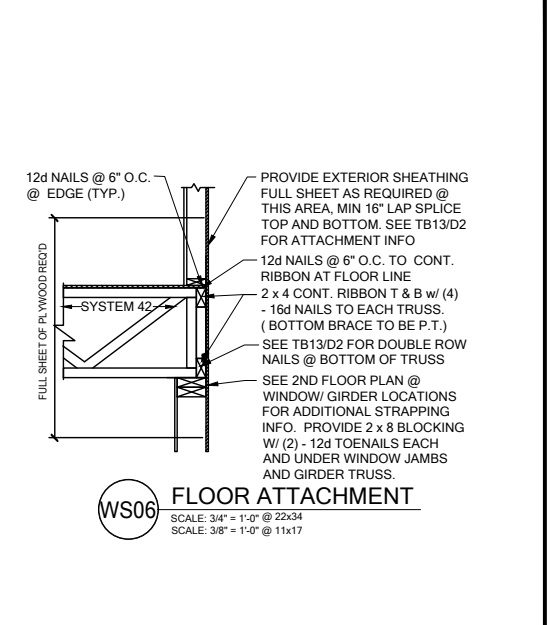 12d NAILS @ 6" O.C.
@ EDGE (TYP.)
FULL SHEET OF PLYWOOD REQ'D
SYSTEM 42
PROVIDE EXTERIOR SHEATHING
FULL SHEET AS REQUIRED @
THIS AREA, MIN 16" LAP SPLICE
TOP AND BOTTOM. SEE TB13/D2
FOR ATTACHMENT INFO
12d NAILS @ 6" O.C. TO CONT.
RIBBON AT FLOOR LINE
2 x 4 CONT. RIBBON T & B w/ (4)
- 16d NAILS TO EACH TRUSS.
( BOTTOM BRACE TO BE P.T.)
SEE TB13/D2 FOR DOUBLE ROW
NAILS @ BOTTOM OF TRUSS
SEE 2ND FLOOR PLAN @
WINDOW/ GIRDER LOCATIONS
FOR ADDITIONAL STRAPPING
INFO. PROVIDE 2 x 8 BLOCKING
W/ (2) - 12d TOENAILS EACH
AND UNDER WINDOW JAMBS
AND GIRDER TRUSS.
WS06
FLOOR ATTACHMENT
SCALE: 3/4" = 1'-0" @ 22x34
SCALE: 3/8" = 1'-0" @ 11x17